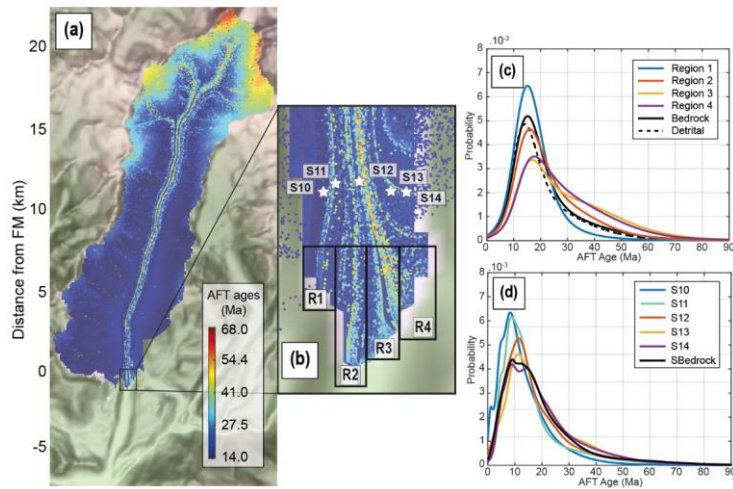 (a)
20
15
10
5
0
-5
Distance from FM (km)
AFT ages
(Ma)
68.0
54.4
41.0
27.5
14.0
S11
S12
S10
S13
S14
R1
R4
R3
R2
(b)
.10-3
(c)
8
7
6
5
4
3
2
1
0
Probability
Region 1
Region 2
Region 3
Region 4
Bedrock
Detrital
0 10 20 30 40 50 60 70 80 90
AFT Age (Ma)
.10-3
(d)
8
7
6
5
4
3
2
1
0
Probability
S10
S11
S12
S13
S14
SBedrock
0 10 20 30 40 50 60 70 80 90
AFT Age (Ma)